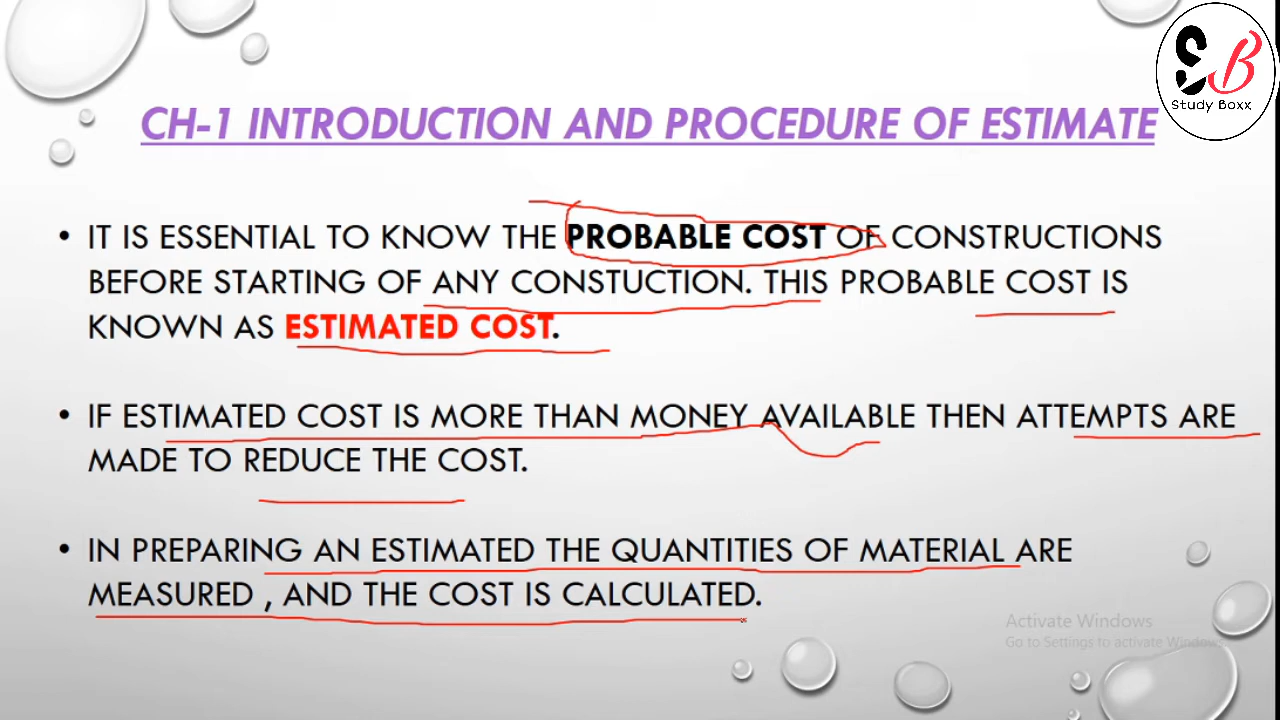 SB
Study Boxx
CH-1 INTRODUCTION AND PROCEDURE OF ESTIMATE
• IT IS ESSENTIAL TO KNOW THE PROBABLE COST OF CONSTRUCTIONS
BEFORE STARTING OF ANY CONSTUCTION. THIS PROBABLE COST IS
KNOWN AS ESTIMATED COST.
• IF ESTIMATED COST IS MORE THAN MONEY AVAILABLE THEN ATTEMPTS ARE
MADE TO REDUCE THE COST.
• IN PREPARING AN ESTIMATED THE QUANTITIES OF MATERIAL ARE
MEASURED , AND THE COST IS CALCULATED.
Activate Windows
Go to Settings to activate Windows.